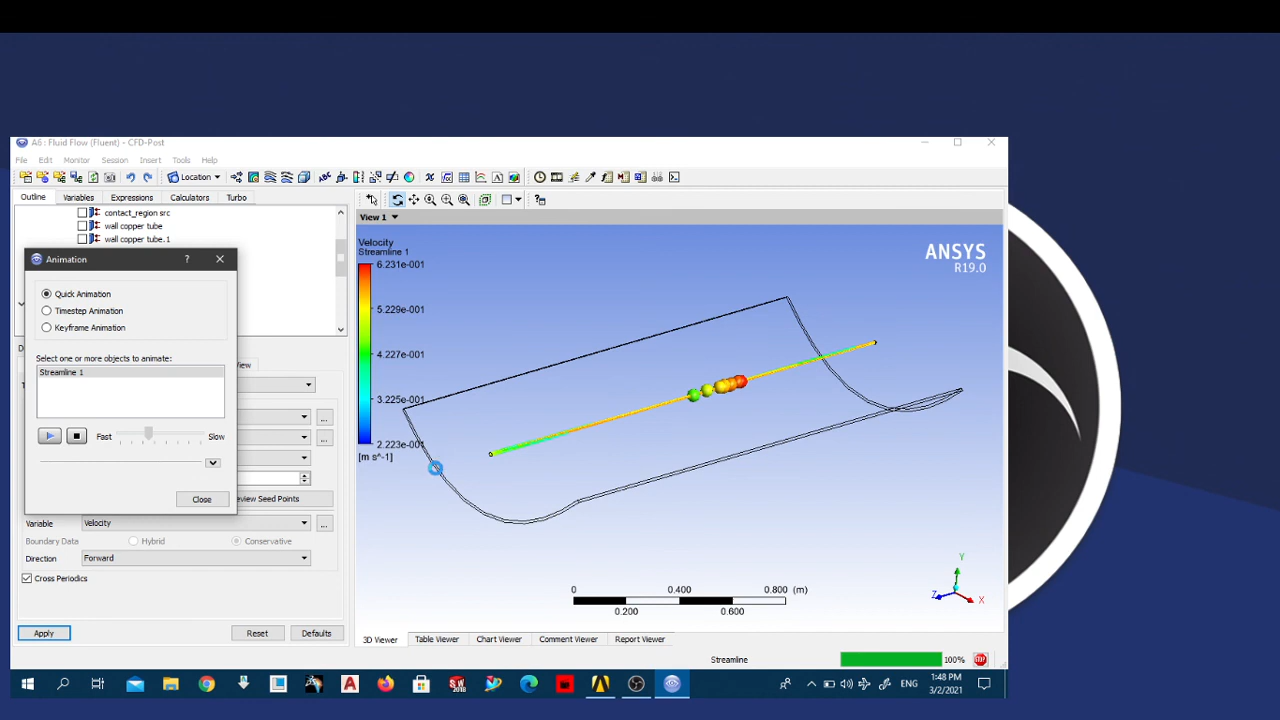 A6 : Fluid Flow (Fluent) - CFD-Post
File Edit Monitor Session Insert Tools Help
Location
Outline Variables Expressions Calculators Turbo
contact_region src
wall copper tube
wall copper tube.1
View 1
Animation ?
Quick Animation
Timestep Animation
Keyframe Animation
Select one or more objects to animate:
Streamline 1
Fast Slow
Close
Velocity
Streamline 1
6.231e-001
5.229e-001
4.227e-001
3.225e-001
2.223e-001
[m s^-1]
ANSYS
R19.0
0 0.400 0.800 (m)
0.200 0.600
Y
Z X
Variable Velocity
Boundary Data Hybrid Conservative
Direction Forward
Cross Periodics
Apply Reset Defaults
3D Viewer Table Viewer Chart Viewer Comment Viewer Report Viewer
Streamline 100%
ENG
1:48 PM
3/2/2021